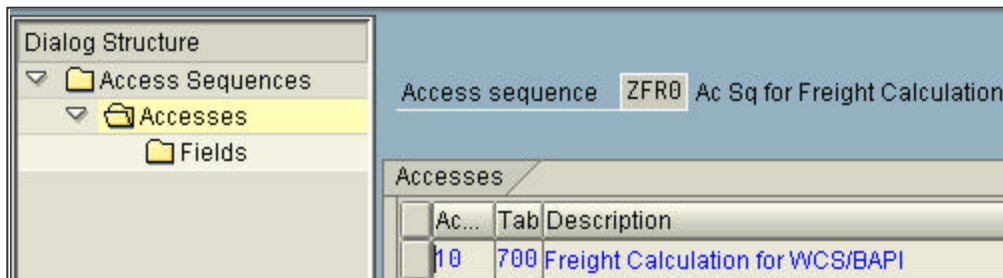 Dialog Structure
Access Sequences
Accesses
Fields
Access sequence ZFR0 Ac Sq for Freight Calculation
Accesses
Ac... Tab Description
10 700 Freight Calculation for WCS/BAPI